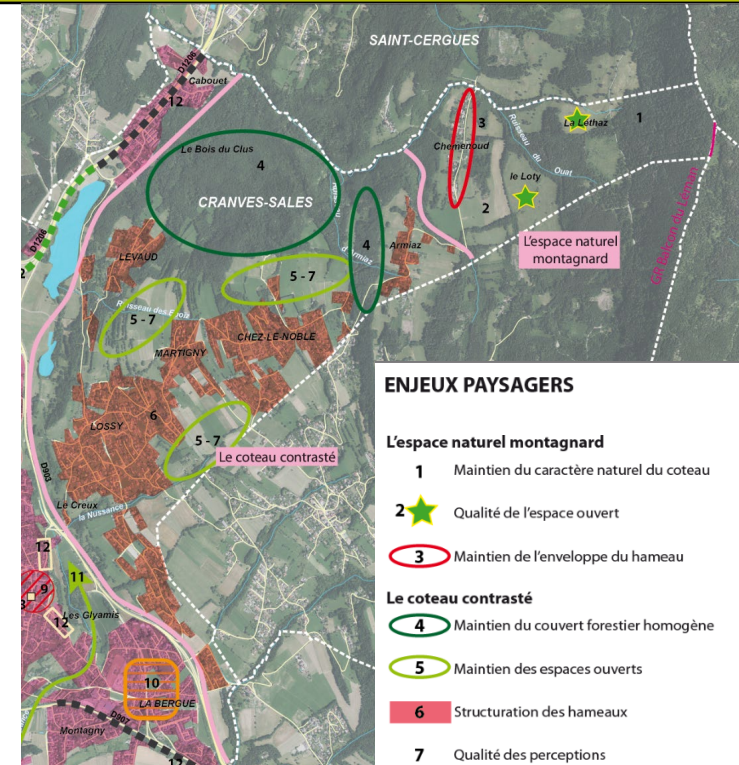 SAINT-CERGUES
D1206
Cabouet
12
Le Bois du Clus
4
CRANVES-SALES
3
Chemenoud
Ruisseau du Ouat
La Léthaz
1
le Loty
2
L'espace naturel
montagnard
GR Balcon du Léman
4
Armiaz
d'Armiaz
D1206
2
LEVAUD
5 - 7
5 - 7
MARTIGNY
CHEZ-LE-NOBLE
6
LOSSY
5 - 7
Le coteau contrasté
D903
Le Creux
la Nussance
12
11
9
12
Les Glyamis
10
LA BERGUE
D907
Montagny
12
ENJEUX PAYSAGERS
L'espace naturel montagnard
1 Maintien du caractère naturel du coteau
2 Qualité de l'espace ouvert
3 Maintien de l'enveloppe du hameau
Le coteau contrasté
4 Maintien du couvert forestier homogène
5 Maintien des espaces ouverts
6 Structuration des hameaux
7 Qualité des perceptions